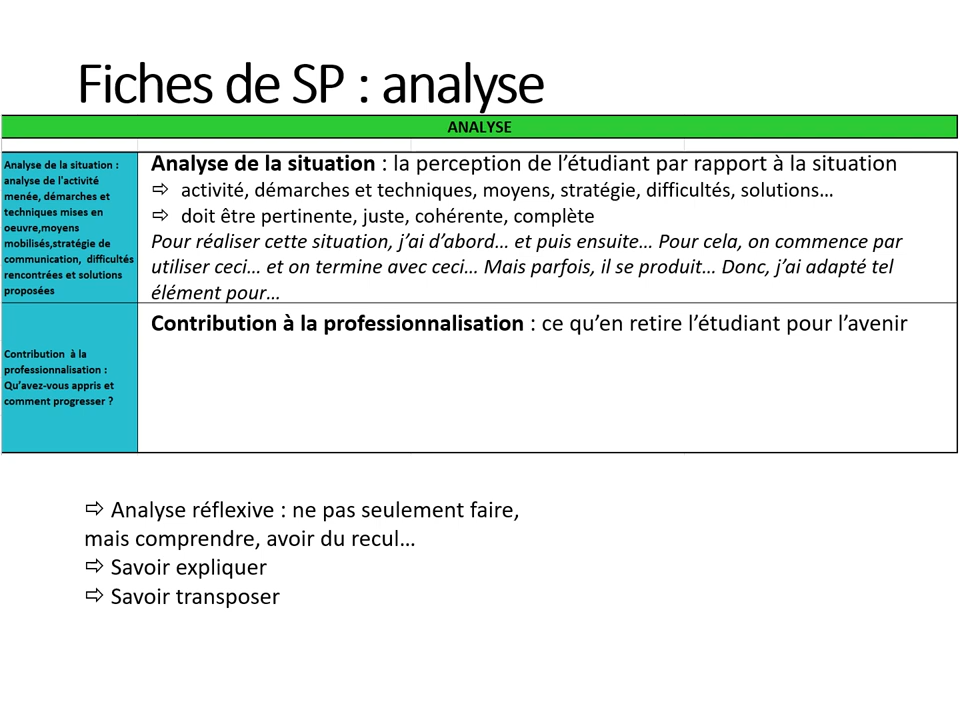 Fiches de SP : analyse
ANALYSE
Analyse de la situation :
analyse de l'activité
menée, démarches et
techniques mises en
oeuvre,moyens
mobilisés,stratégie de
communication, difficultés
rencontrées et solutions
proposées
Analyse de la situation : la perception de l’étudiant par rapport à la situation
⇨ activité, démarches et techniques, moyens, stratégie, difficultés, solutions…
⇨ doit être pertinente, juste, cohérente, complète
Pour réaliser cette situation, j’ai d’abord… et puis ensuite… Pour cela, on commence par
utiliser ceci… et on termine avec ceci… Mais parfois, il se produit… Donc, j’ai adapté tel
élément pour…
Contribution à la
professionnalisation :
Qu’avez-vous appris et
comment progresser ?
Contribution à la professionnalisation : ce qu’en retire l’étudiant pour l’avenir
⇨ Analyse réflexive : ne pas seulement faire,
mais comprendre, avoir du recul…
⇨ Savoir expliquer
⇨ Savoir transposer